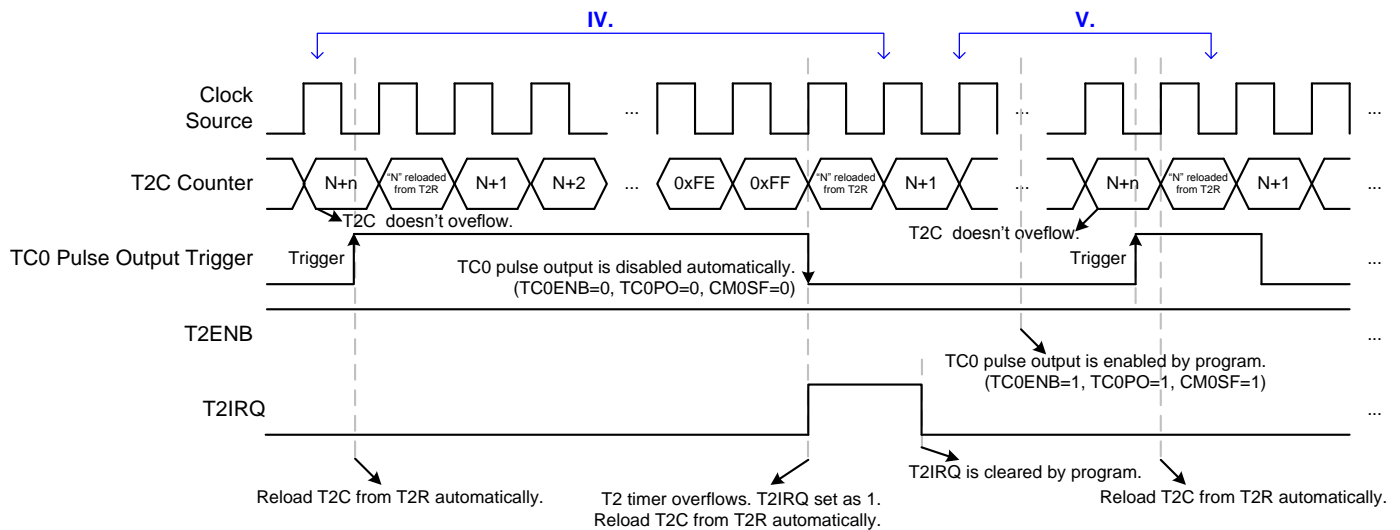 IV.
V.
Clock
Source
...
...
...
T2C Counter
N+n
"N" reloaded
from T2R
N+1
N+2
...
0xFE
0xFF
"N" reloaded
from T2R
N+1
...
N+n
"N" reloaded
from T2R
N+1
...
T2C doesn't oveflow.
T2C doesn't oveflow.
TC0 Pulse Output Trigger
Trigger
TC0 pulse output is disabled automatically.
(TC0ENB=0, TC0PO=0, CM0SF=0)
Trigger
...
T2ENB
...
TC0 pulse output is enabled by program.
(TC0ENB=1, TC0PO=1, CM0SF=1)
T2IRQ
...
T2IRQ is cleared by program.
Reload T2C from T2R automatically.
T2 timer overflows. T2IRQ set as 1.
Reload T2C from T2R automatically.
Reload T2C from T2R automatically.